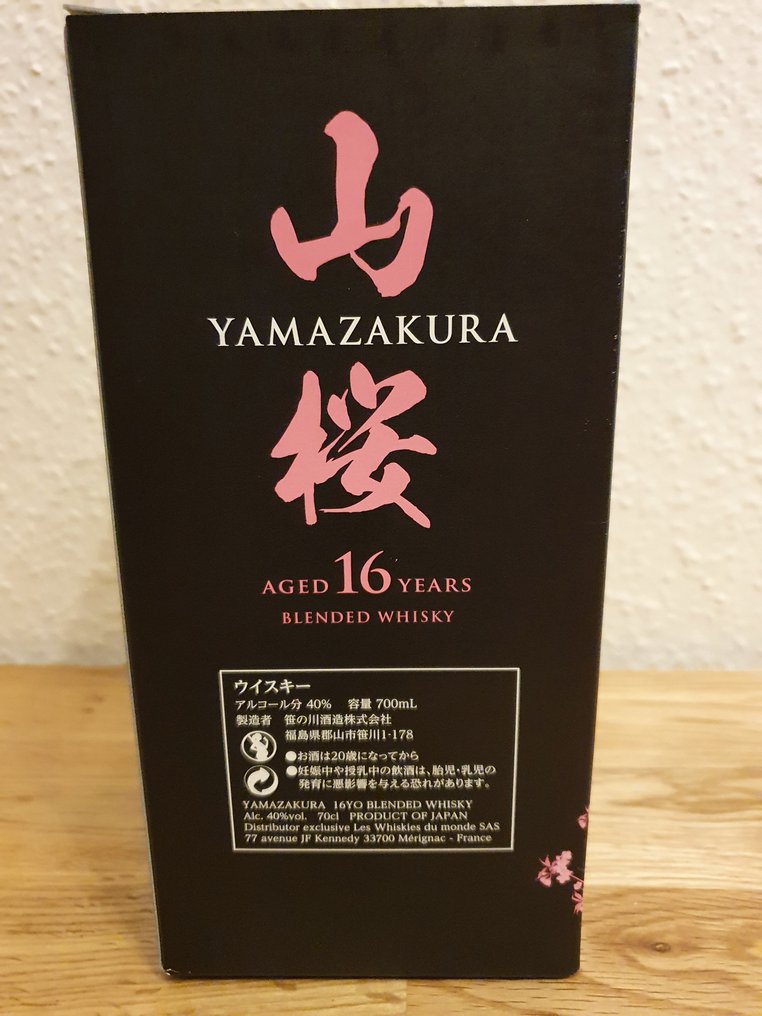 山
YAMAZAKURA
桜
AGED 16 YEARS
BLENDED WHISKY
ウイスキー
アルコール分 40% 容量 700mL
製造者 笹の川酒造株式会社
福島県郡山市笹川1-178
●お酒は20歳になってから
●妊娠中や授乳中の飲酒は、胎児・乳児の
発育に悪影響を与える恐れがあります。
YAMAZAKURA 16YO BLENDED WHISKY
Alc. 40%vol. 70cl PRODUCT OF JAPAN
Distributor exclusive Les Whiskies du monde SAS
77 avenue JF Kennedy 33700 Mérignac - France